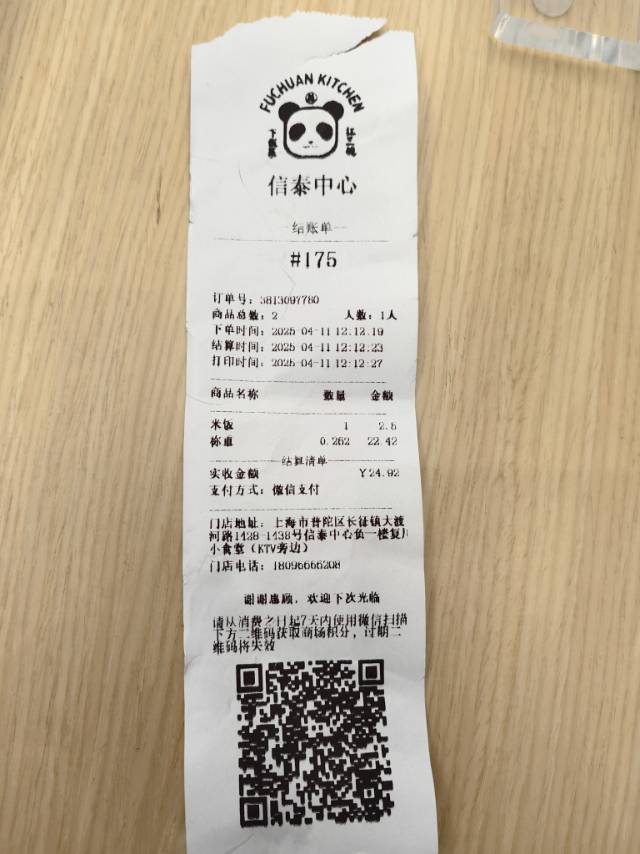 FUCHUAN KITCHEN
信泰中心
结账单
#175
订单号: 3813097780
商品总数: 2 人数: 1人
下单时间: 2025-04-11 12:12:19
结算时间: 2025-04-11 12:12:23
打印时间: 2025-04-11 12:12:27
商品名称 数量 金额
米饭 1 2.5
称重 0.262 22.42
结算清单
实收金额 ￥24.92
支付方式: 微信支付
门店地址: 上海市普陀区长征镇大渡
河路1428-1438号信泰中心负一楼复川
小食堂(KTV旁边)
门店电话: 18096666208
谢谢惠顾, 欢迎下次光临
请从消费之日起7天内使用微信扫描
下方二维码获取商场积分, 过期二
维码将失效